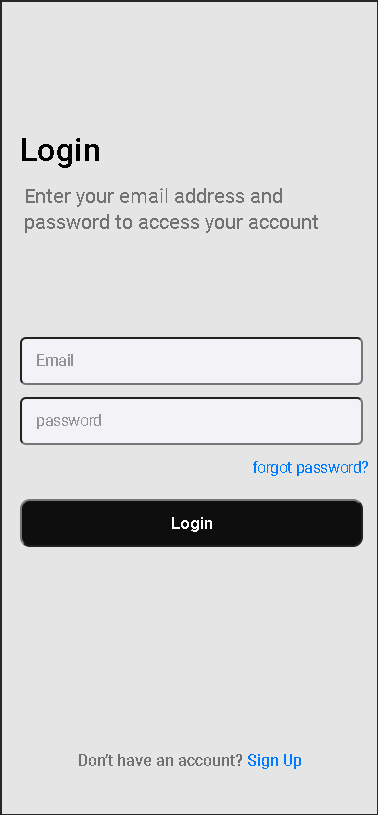 Login
Enter your email address and
password to access your account
Email
password
forgot password?
Login
Don't have an account? Sign Up